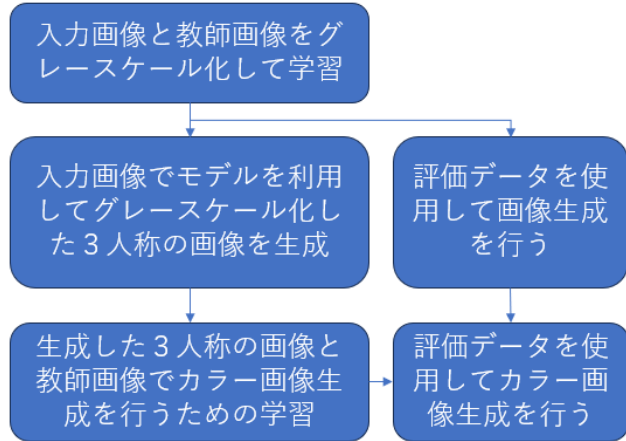 入力画像と教師画像をグ
レースケール化して学習
入力画像でモデルを利用
してグレースケール化し
た３人称の画像を生成
評価データを使
用して画像生成
を行う
生成した３人称の画像と
教師画像でカラー画像生
成を行うための学習
評価データを使
用してカラー画
像生成を行う